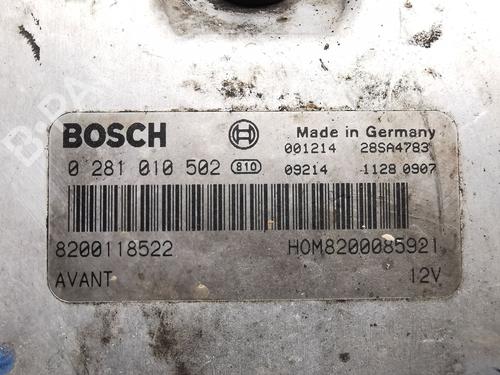 BOSCH
Made in Germany
001214 28SA4783
0 281 010 502 810
09214 1128 0907
8200118522 HOM8200085921
AVANT 12V